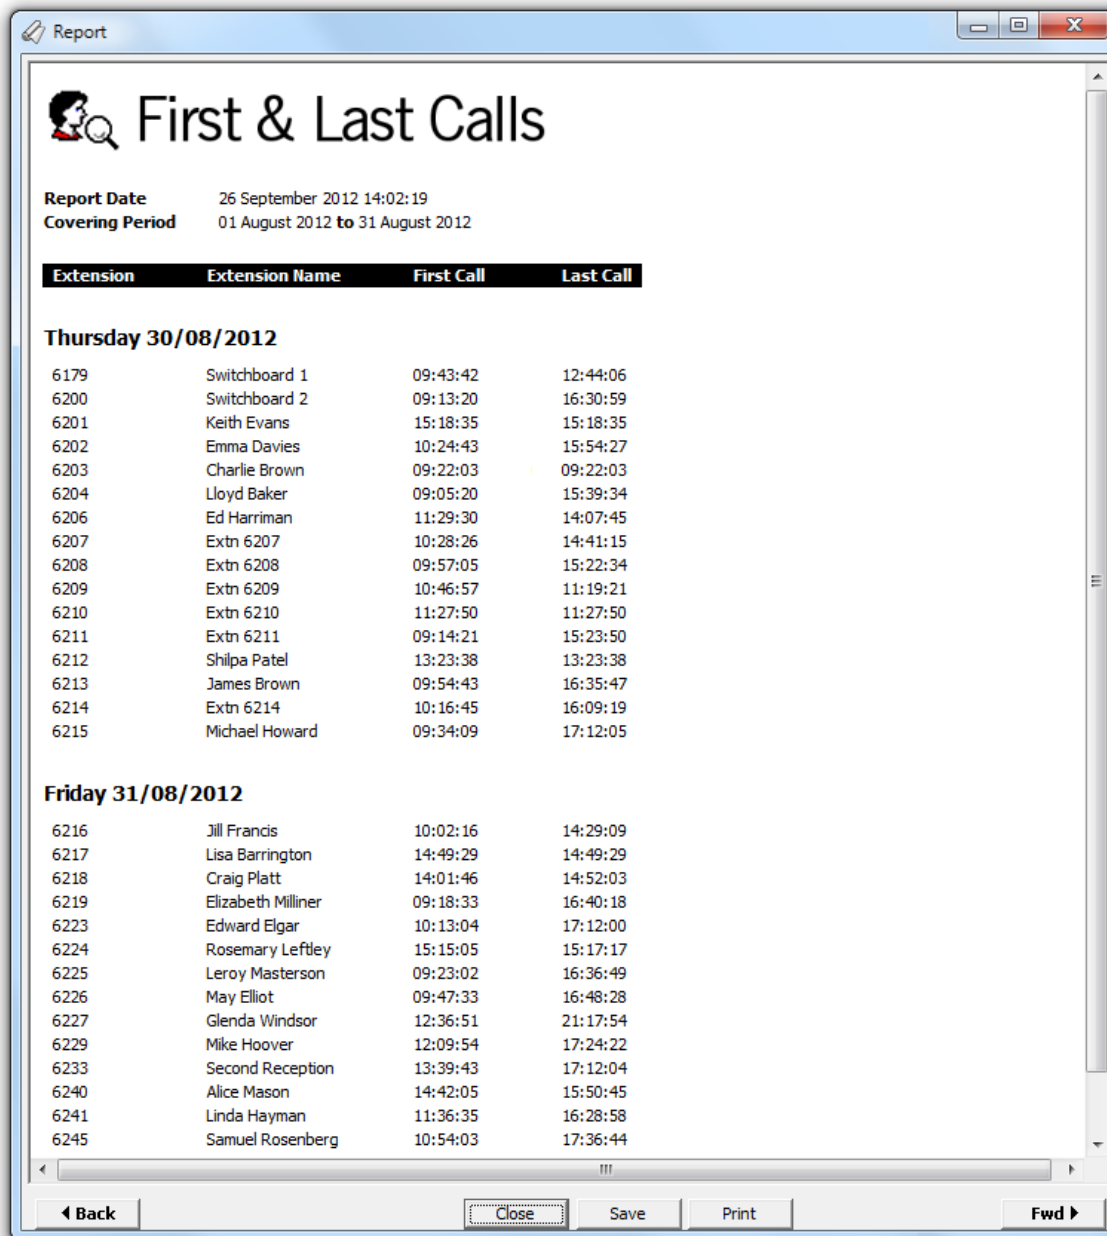 Report
First & Last Calls
Report Date 26 September 2012 14:02:19
Covering Period 01 August 2012 to 31 August 2012
Extension Extension Name First Call Last Call
Thursday 30/08/2012
6179 Switchboard 1 09:43:42 12:44:06
6200 Switchboard 2 09:13:20 16:30:59
6201 Keith Evans 15:18:35 15:18:35
6202 Emma Davies 10:24:43 15:54:27
6203 Charlie Brown 09:22:03 09:22:03
6204 Lloyd Baker 09:05:20 15:39:34
6206 Ed Harriman 11:29:30 14:07:45
6207 Extn 6207 10:28:26 14:41:15
6208 Extn 6208 09:57:05 15:22:34
6209 Extn 6209 10:46:57 11:19:21
6210 Extn 6210 11:27:50 11:27:50
6211 Extn 6211 09:14:21 15:23:50
6212 Shilpa Patel 13:23:38 13:23:38
6213 James Brown 09:54:43 16:35:47
6214 Extn 6214 10:16:45 16:09:19
6215 Michael Howard 09:34:09 17:12:05
Friday 31/08/2012
6216 Jill Francis 10:02:16 14:29:09
6217 Lisa Barrington 14:49:29 14:49:29
6218 Craig Platt 14:01:46 14:52:03
6219 Elizabeth Milliner 09:18:33 16:40:18
6223 Edward Elgar 10:13:04 17:12:00
6224 Rosemary Leftley 15:15:05 15:17:17
6225 Leroy Masterson 09:23:02 16:36:49
6226 May Elliot 09:47:33 16:48:28
6227 Glenda Windsor 12:36:51 21:17:54
6229 Mike Hoover 12:09:54 17:24:22
6233 Second Reception 13:39:43 17:12:04
6240 Alice Mason 14:42:05 15:50:45
6241 Linda Hayman 11:36:35 16:28:58
6245 Samuel Rosenberg 10:54:03 17:36:44
Back Close Save Print Fwd